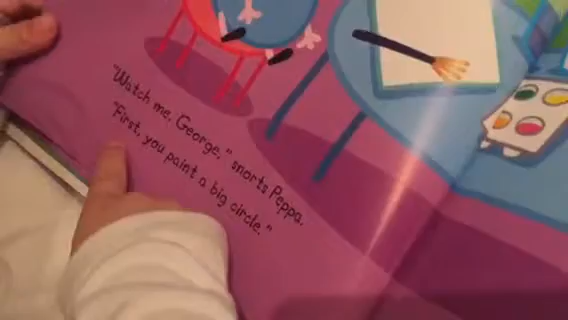 "Watch me, George," snorts Peppa.
"First, you paint a big circle."